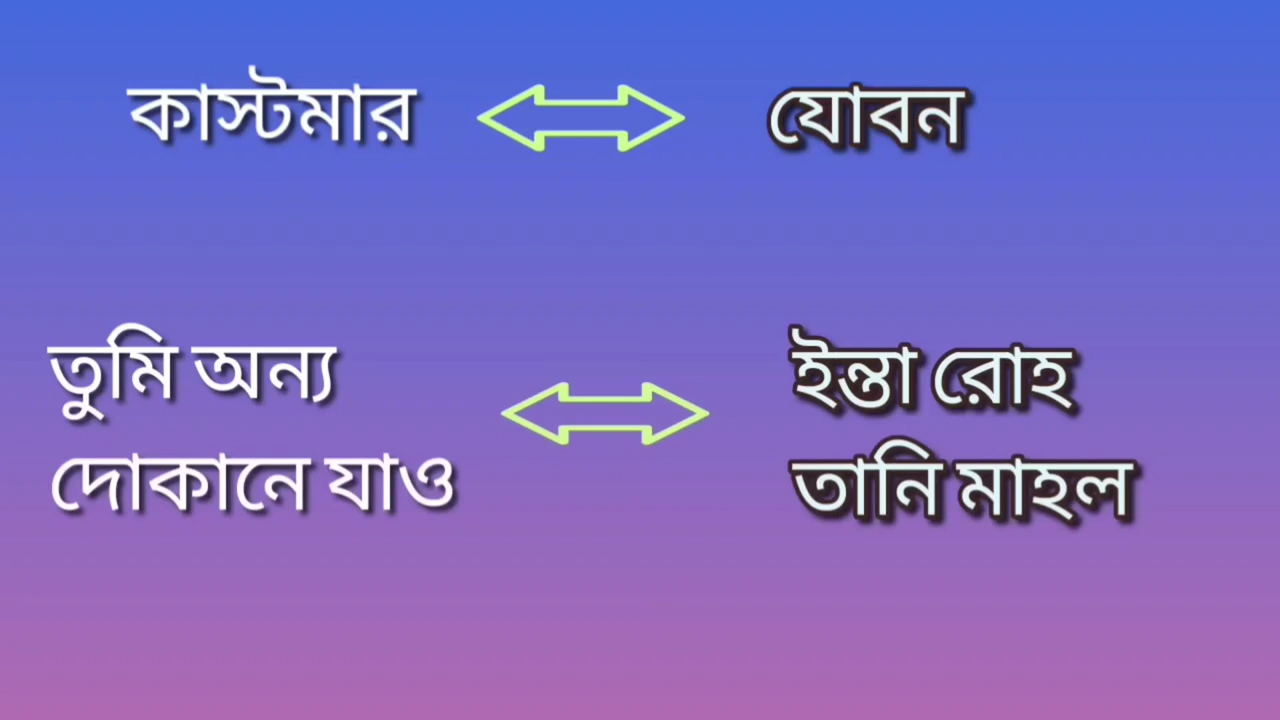 কাস্টমার যোবন
তুমি অন্য
দোকানে যাও
ইন্তা রোহ
তানি মাহল